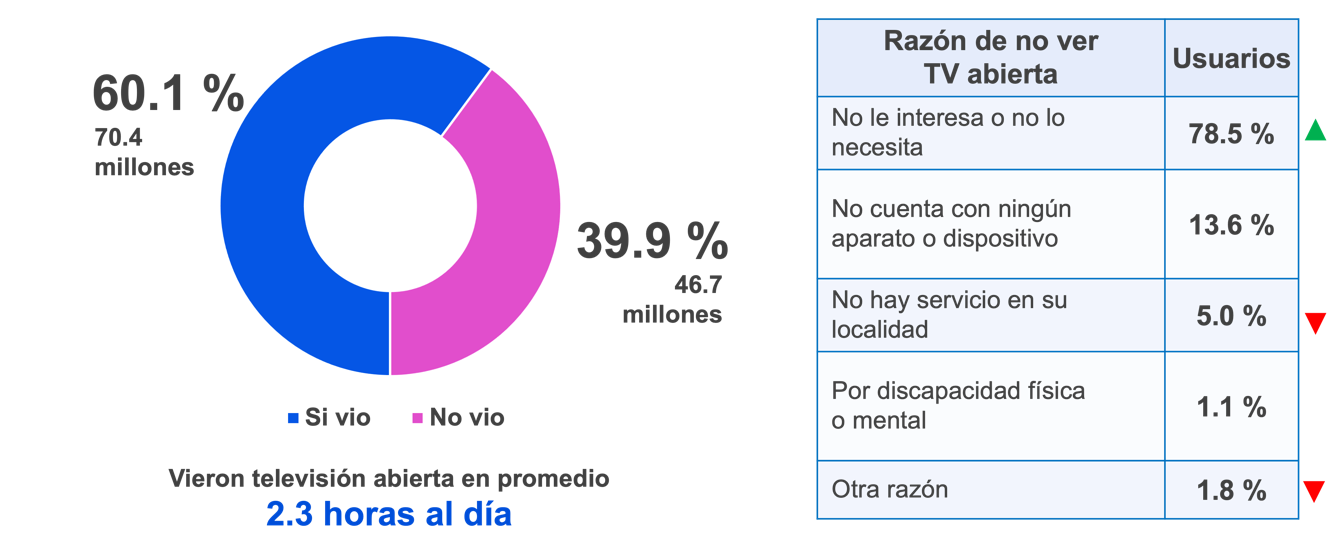 60.1 %
70.4
millones
39.9 %
46.7
millones
Si vio
No vio
Vieron televisión abierta en promedio
2.3 horas al día
Razón de no ver
TV abierta
Usuarios
No le interesa o no lo
necesita
78.5 %
No cuenta con ningún
aparato o dispositivo
13.6 %
No hay servicio en su
localidad
5.0 %
Por discapacidad física
o mental
1.1 %
Otra razón
1.8 %